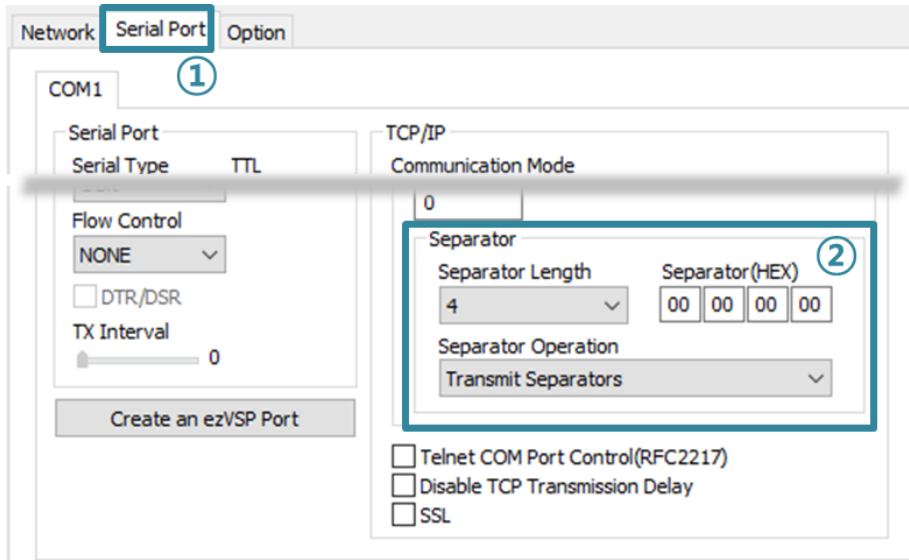 Network Serial Port Option
①
COM1
Serial Port
Serial Type TTL
Flow Control
NONE
DTR/DSR
TX Interval
0
Create an ezVSP Port
TCP/IP
Communication Mode
0
Separator
②
Separator Length Separator(HEX)
4 00 00 00 00
Separator Operation
Transmit Separators
Telnet COM Port Control(RFC2217)
Disable TCP Transmission Delay
SSL